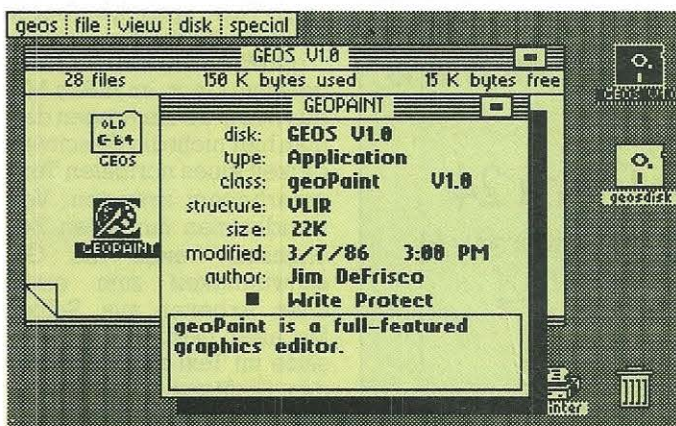 geos file view disk special
GEOS V1.0
28 files 150 K bytes used 15 K bytes free
GEOPAINT
disk: GEOS V1.0
type: Application
class: geoPaint V1.0
structure: VLIR
size: 22K
modified: 3/7/86 3:00 PM
author: Jim DeFrisco
Write Protect
geoPaint is a full-featured
graphics editor.
OLD
C-64
GEOS
GEOPAINT
GEOS V1.0
geosdisk